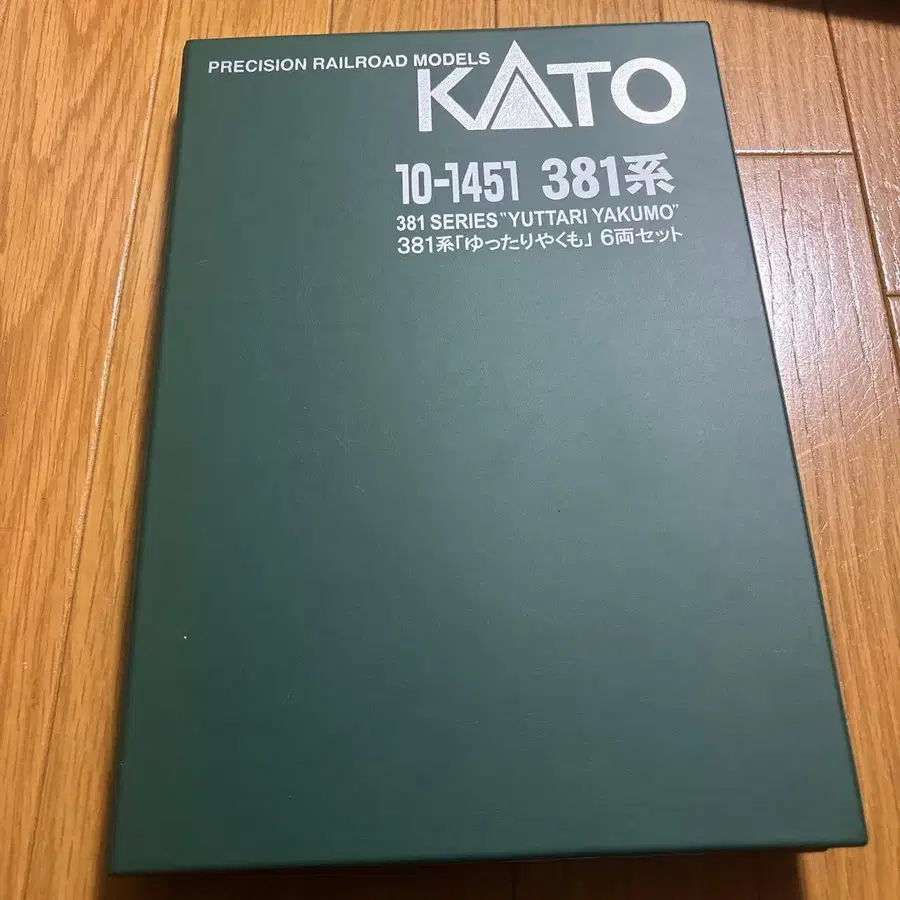 PRECISION RAILROAD MODELS
KATO
10-1451 381系
381 SERIES "YUTTARI YAKUMO"
381系「ゆったりやくも」 6両セット